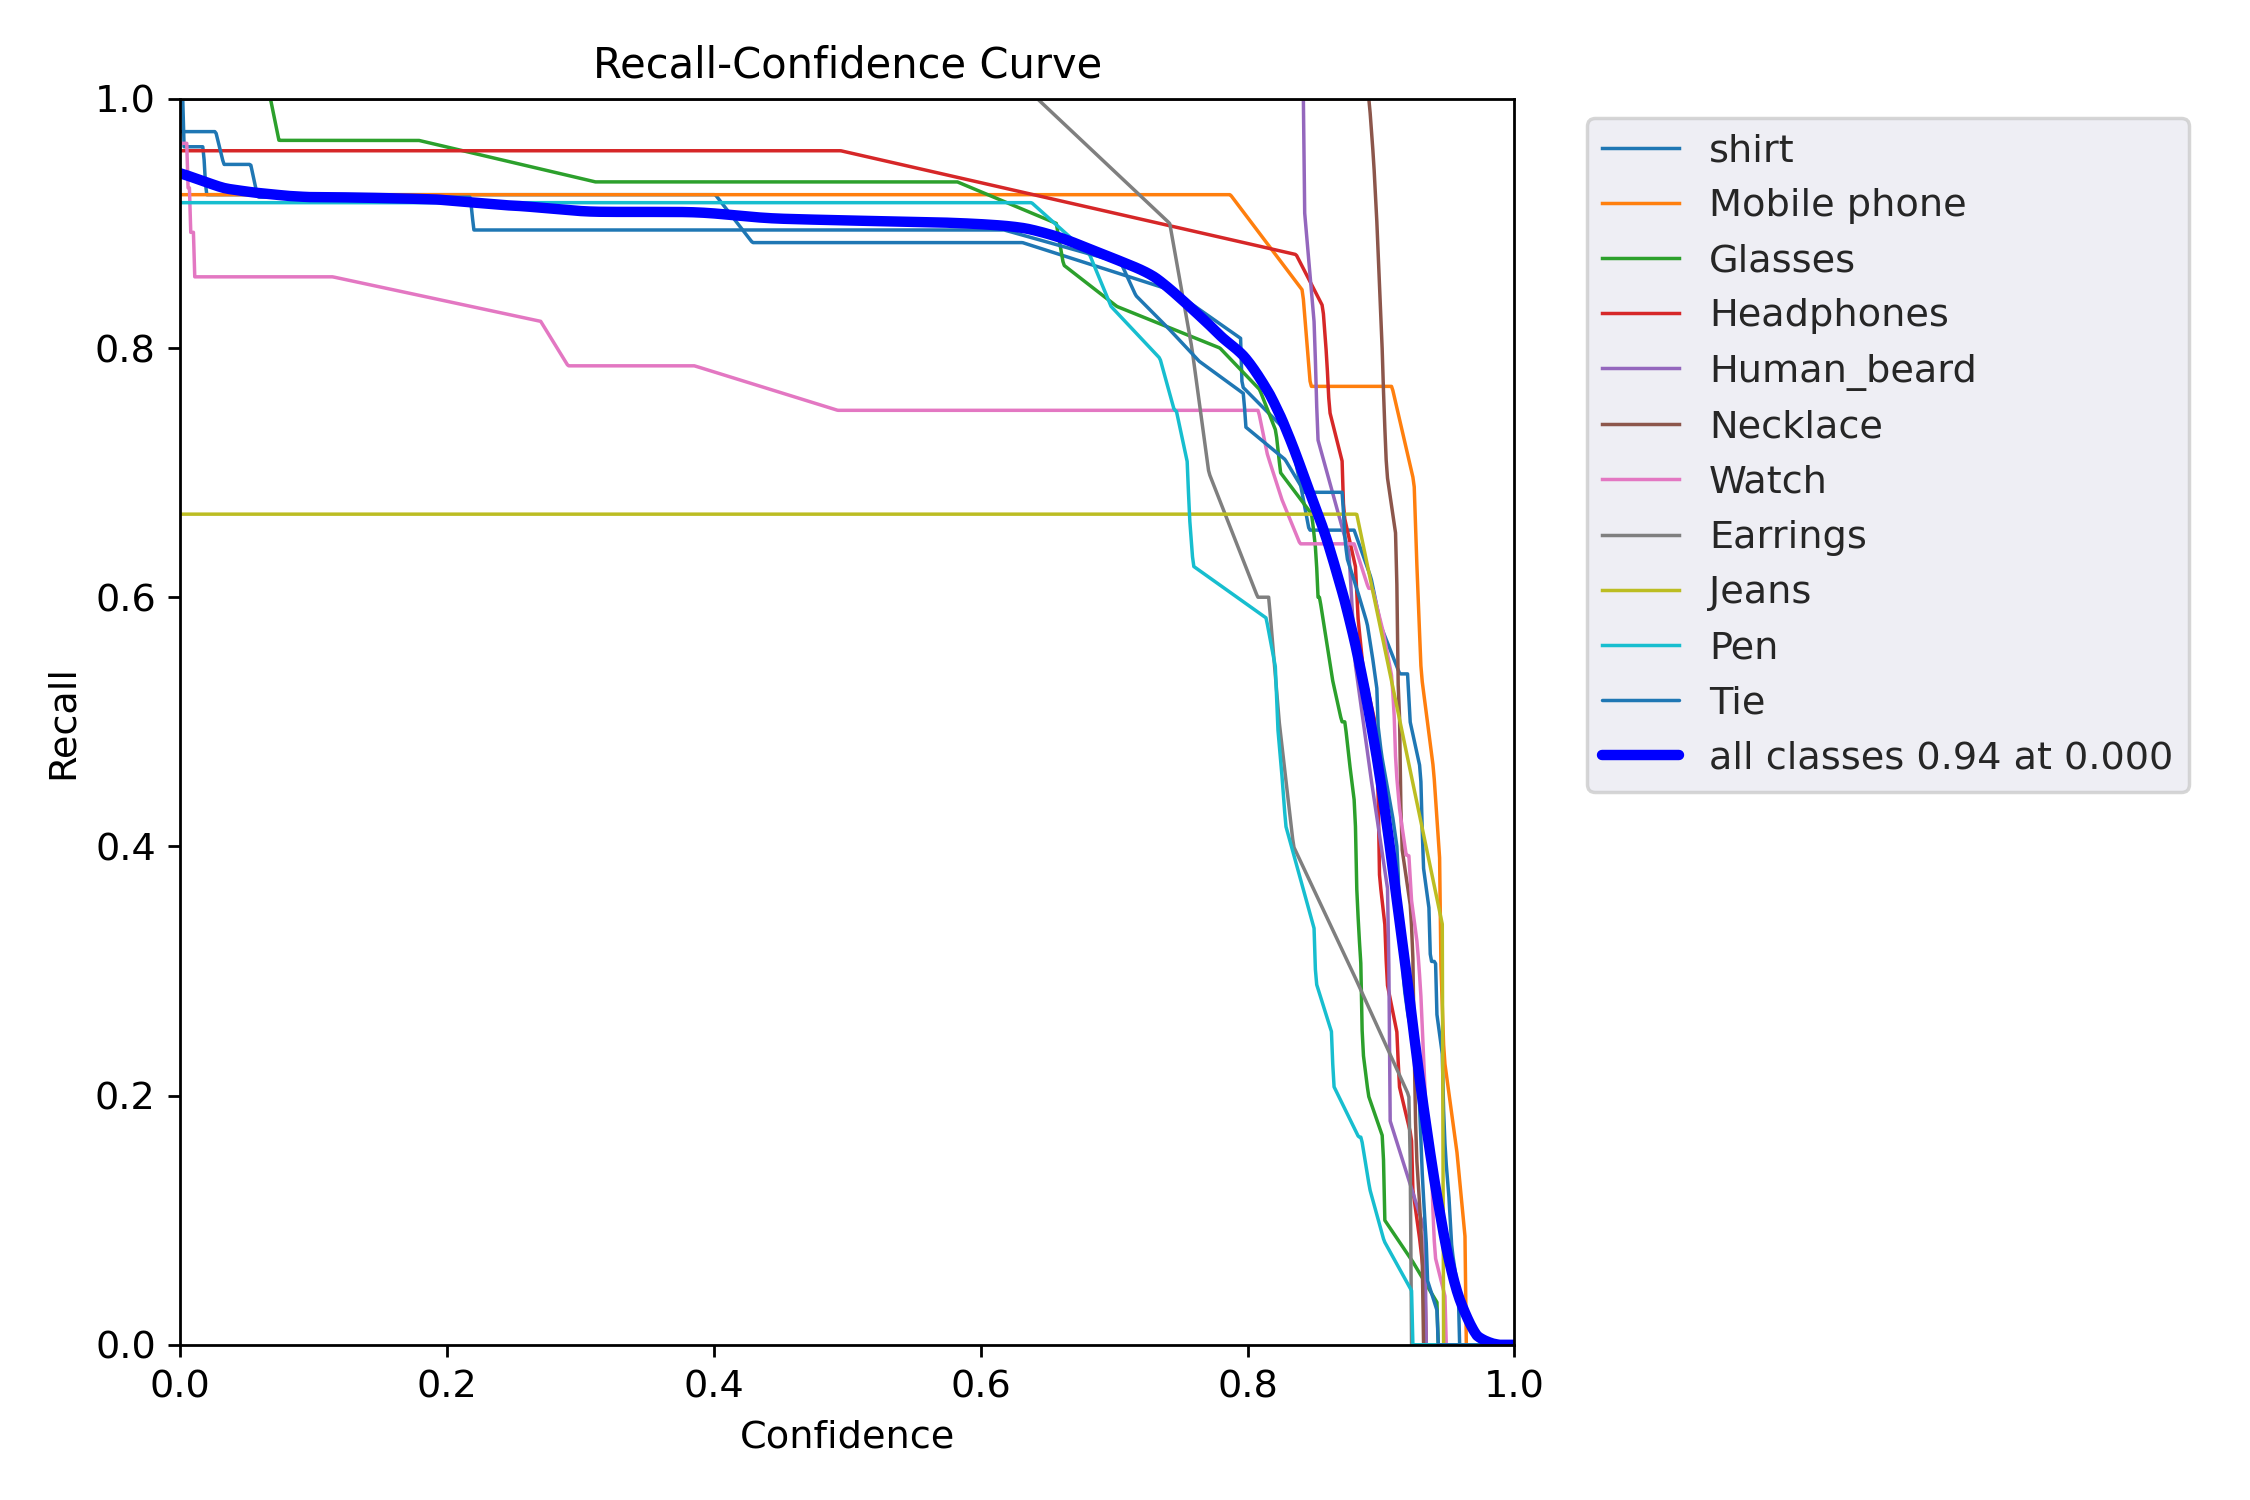 Recall-Confidence Curve
1.0
0.8
0.6
0.4
0.2
0.0
Recall
0.0 0.2 0.4 0.6 0.8 1.0
Confidence
shirt
Mobile phone
Glasses
Headphones
Human_beard
Necklace
Watch
Earrings
Jeans
Pen
Tie
all classes 0.94 at 0.000